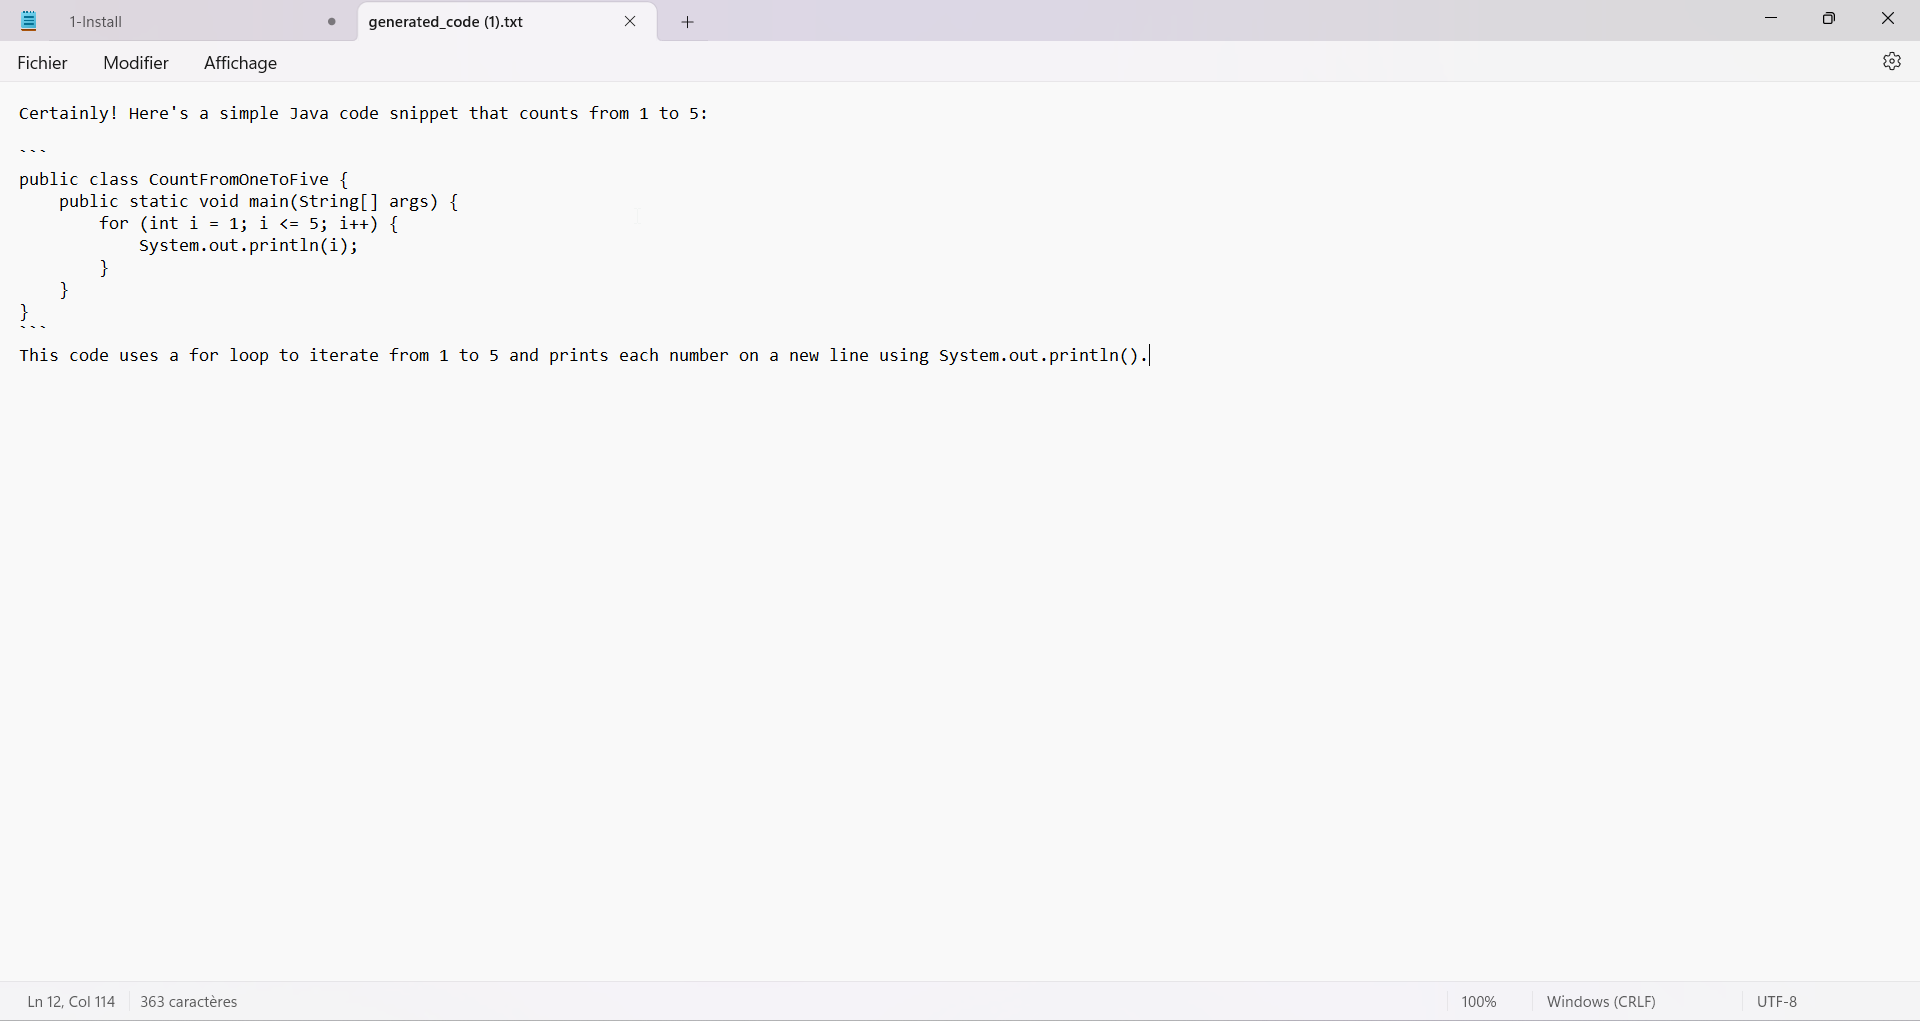 1-Install
generated_code (1).txt
Fichier Modifier Affichage
Certainly! Here's a simple Java code snippet that counts from 1 to 5:
```
public class CountFromOneToFive {
    public static void main(String[] args) {
        for (int i = 1; i <= 5; i++) {
            System.out.println(i);
        }
    }
}
```
This code uses a for loop to iterate from 1 to 5 and prints each number on a new line using System.out.println().
Ln 12, Col 114 363 caractères 100% Windows (CRLF) UTF-8